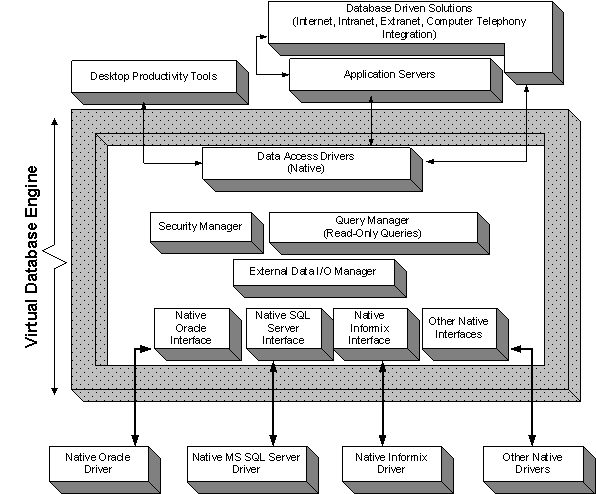 Database Driven Solutions
(Internet, Intranet, Extranet, Computer Telephony
Integration)
Desktop Productivity Tools
Application Servers
Data Access Drivers
(Native)
Virtual Database Engine
Security Manager
Query Manager
(Read-Only Queries)
External Data I/O Manager
Native
Oracle
Interface
Native SQL
Server
Interface
Native
Informix
Interface
Other Native
Interfaces
Native Oracle
Driver
Native MS SQL Server
Driver
Native Informix
Driver
Other Native
Drivers